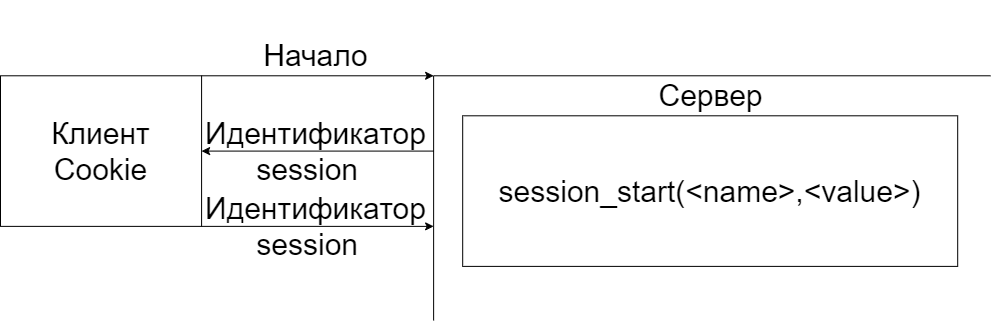 Начало
Сервер
Клиент
Cookie
Идентификатор
session
Идентификатор
session
session_start(<name>,<value>)